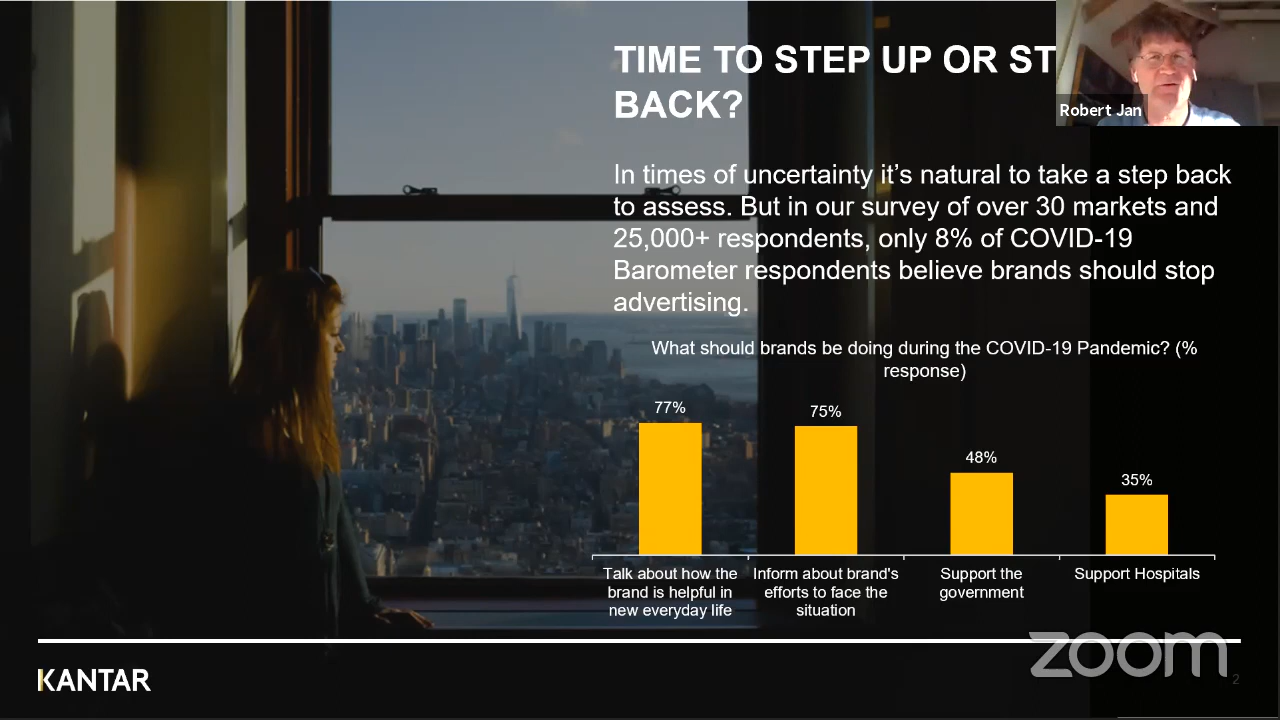 TIME TO STEP UP OR ST
BACK?
Robert Jan
In times of uncertainty it’s natural to take a step back
to assess. But in our survey of over 30 markets and
25,000+ respondents, only 8% of COVID-19
Barometer respondents believe brands should stop
advertising.
What should brands be doing during the COVID-19 Pandemic? (%
response)
77%
75%
48%
35%
Talk about how the
brand is helpful in
new everyday life
Inform about brand's
efforts to face the
situation
Support the
government
Support Hospitals
KANTAR
zoom
2